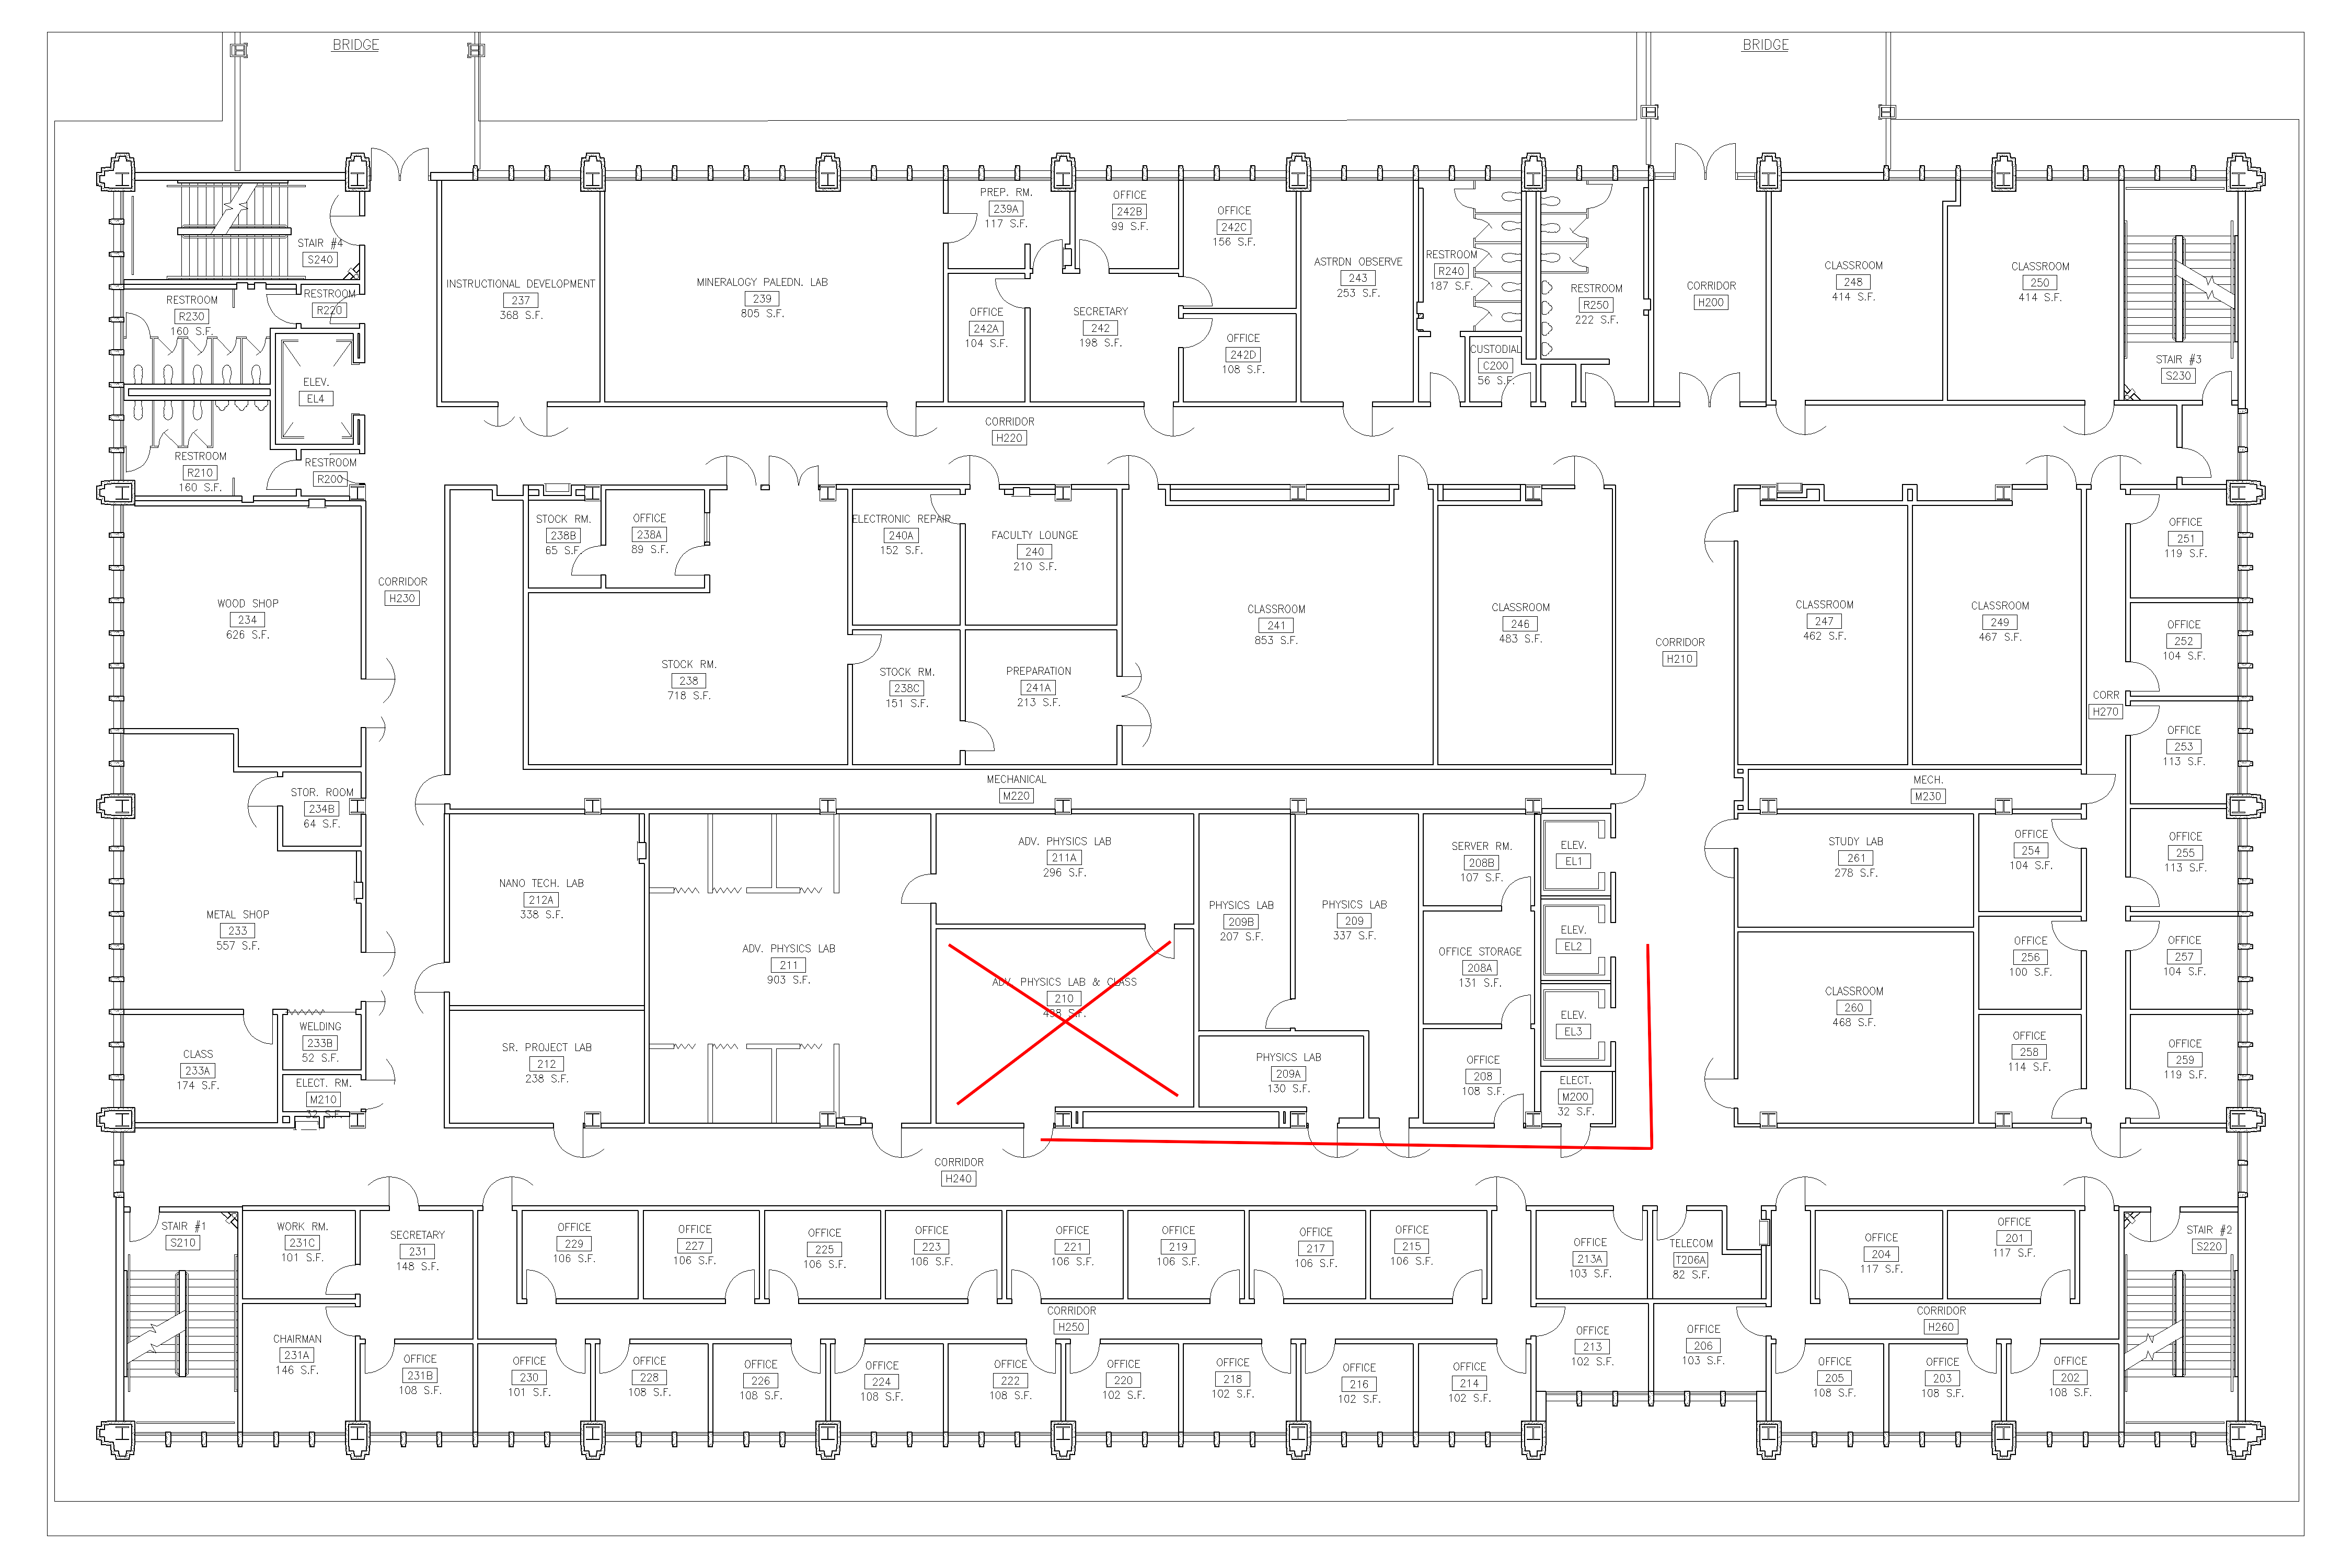 BRIDGE
BRIDGE
STAIR #4
S240
RESTROOM
R230
160 S.F.
RESTROOM
R220
ELEV.
EL4
RESTROOM
R210
160 S.F.
RESTROOM
R200
INSTRUCTIONAL DEVELOPMENT
237
368 S.F.
MINERALOGY PALEDN. LAB
239
805 S.F.
PREP. RM.
239A
117 S.F.
OFFICE
242B
99 S.F.
OFFICE
242C
156 S.F.
OFFICE
242A
104 S.F.
SECRETARY
242
198 S.F.
OFFICE
242D
108 S.F.
ASTRDN OBSERVE
243
253 S.F.
RESTROOM
R240
187 S.F.
CUSTODIAL
C200
56 S.F.
RESTROOM
R250
222 S.F.
CORRIDOR
H200
CLASSROOM
248
414 S.F.
CLASSROOM
250
414 S.F.
STAIR #3
S230
CORRIDOR
H220
CORRIDOR
H230
WOOD SHOP
234
626 S.F.
STOCK RM.
238B
65 S.F.
OFFICE
238A
89 S.F.
STOCK RM.
238
718 S.F.
ELECTRONIC REPAIR
240A
152 S.F.
FACULTY LOUNGE
240
210 S.F.
STOCK RM.
238C
151 S.F.
PREPARATION
241A
213 S.F.
CLASSROOM
241
853 S.F.
CLASSROOM
246
483 S.F.
CORRIDOR
H210
CLASSROOM
247
462 S.F.
CLASSROOM
249
467 S.F.
CORR
H270
OFFICE
251
119 S.F.
OFFICE
252
104 S.F.
OFFICE
253
113 S.F.
MECHANICAL
M220
MECH.
M230
STOR. ROOM
234B
64 S.F.
METAL SHOP
233
557 S.F.
WELDING
233B
52 S.F.
CLASS
233A
174 S.F.
ELECT. RM.
M210
32 S.F.
NANO TECH. LAB
212A
338 S.F.
SR. PROJECT LAB
212
238 S.F.
ADV. PHYSICS LAB
211
903 S.F.
ADV. PHYSICS LAB
211A
296 S.F.
ADV. PHYSICS LAB & CLASS
210
498 S.F.
PHYSICS LAB
209B
207 S.F.
PHYSICS LAB
209
337 S.F.
PHYSICS LAB
209A
130 S.F.
SERVER RM.
208B
107 S.F.
OFFICE STORAGE
208A
131 S.F.
OFFICE
208
108 S.F.
ELEV.
EL1
ELEV.
EL2
ELEV.
EL3
ELECT.
M200
32 S.F.
STUDY LAB
261
278 S.F.
CLASSROOM
260
468 S.F.
OFFICE
254
104 S.F.
OFFICE
256
100 S.F.
OFFICE
258
114 S.F.
OFFICE
255
113 S.F.
OFFICE
257
104 S.F.
OFFICE
259
119 S.F.
CORRIDOR
H240
STAIR #1
S210
WORK RM.
231C
101 S.F.
SECRETARY
231
148 S.F.
CHAIRMAN
231A
146 S.F.
OFFICE
231B
108 S.F.
OFFICE
229
106 S.F.
OFFICE
227
106 S.F.
OFFICE
225
106 S.F.
OFFICE
223
106 S.F.
OFFICE
221
106 S.F.
OFFICE
219
106 S.F.
OFFICE
217
106 S.F.
OFFICE
215
106 S.F.
OFFICE
213A
103 S.F.
TELECOM
T206A
82 S.F.
OFFICE
204
117 S.F.
OFFICE
201
117 S.F.
STAIR #2
S220
CORRIDOR
H250
CORRIDOR
H260
OFFICE
230
101 S.F.
OFFICE
228
108 S.F.
OFFICE
226
108 S.F.
OFFICE
224
108 S.F.
OFFICE
222
108 S.F.
OFFICE
220
102 S.F.
OFFICE
218
102 S.F.
OFFICE
216
102 S.F.
OFFICE
214
102 S.F.
OFFICE
213
102 S.F.
OFFICE
206
103 S.F.
OFFICE
205
108 S.F.
OFFICE
203
108 S.F.
OFFICE
202
108 S.F.